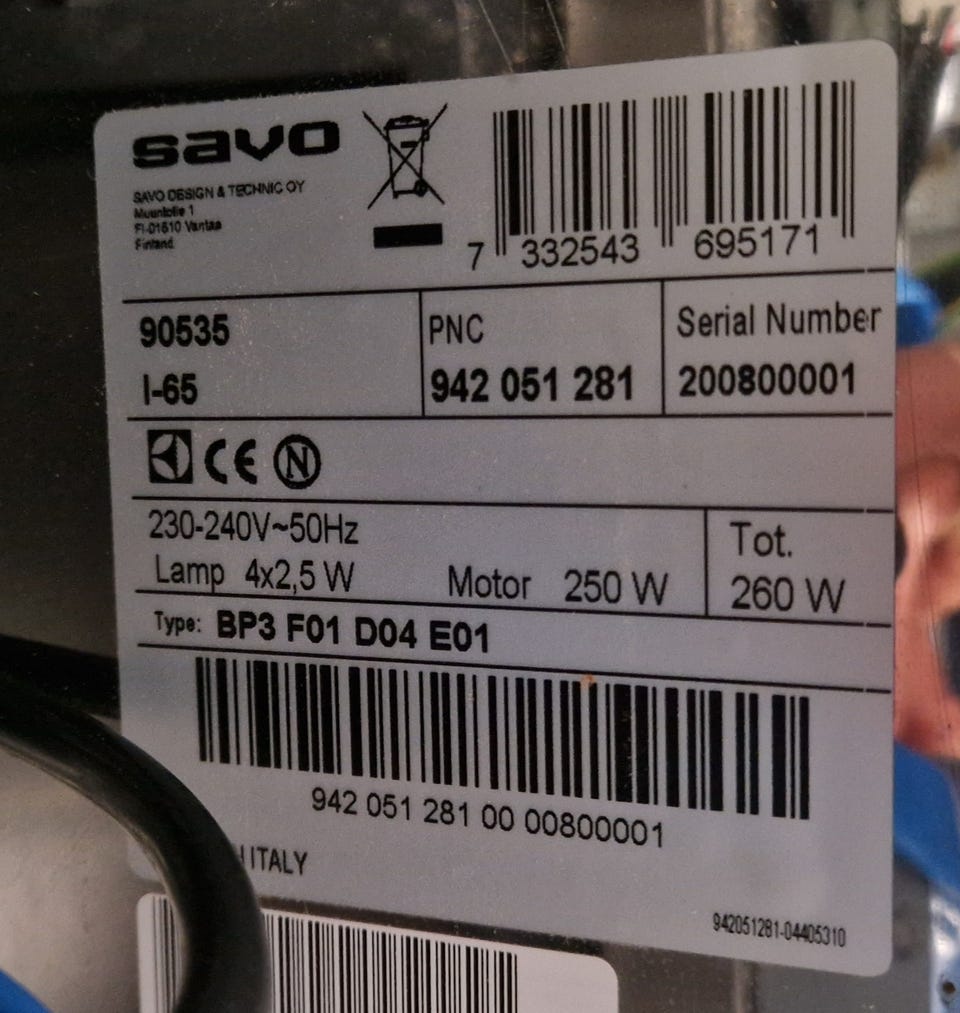 savo
SAVO DESIGN & TECHNIC OY
Muuntotie 1
FI-01510 Vantaa
Finland
7 332543 695171
90535
I-65
PNC
942 051 281
Serial Number
200800001
CE N
230-240V~50Hz
Lamp 4x2,5 W
Motor 250 W
Tot.
260 W
Type: BP3 F01 D04 E01
942 051 281 00 00800001
ITALY
942051281-04405310